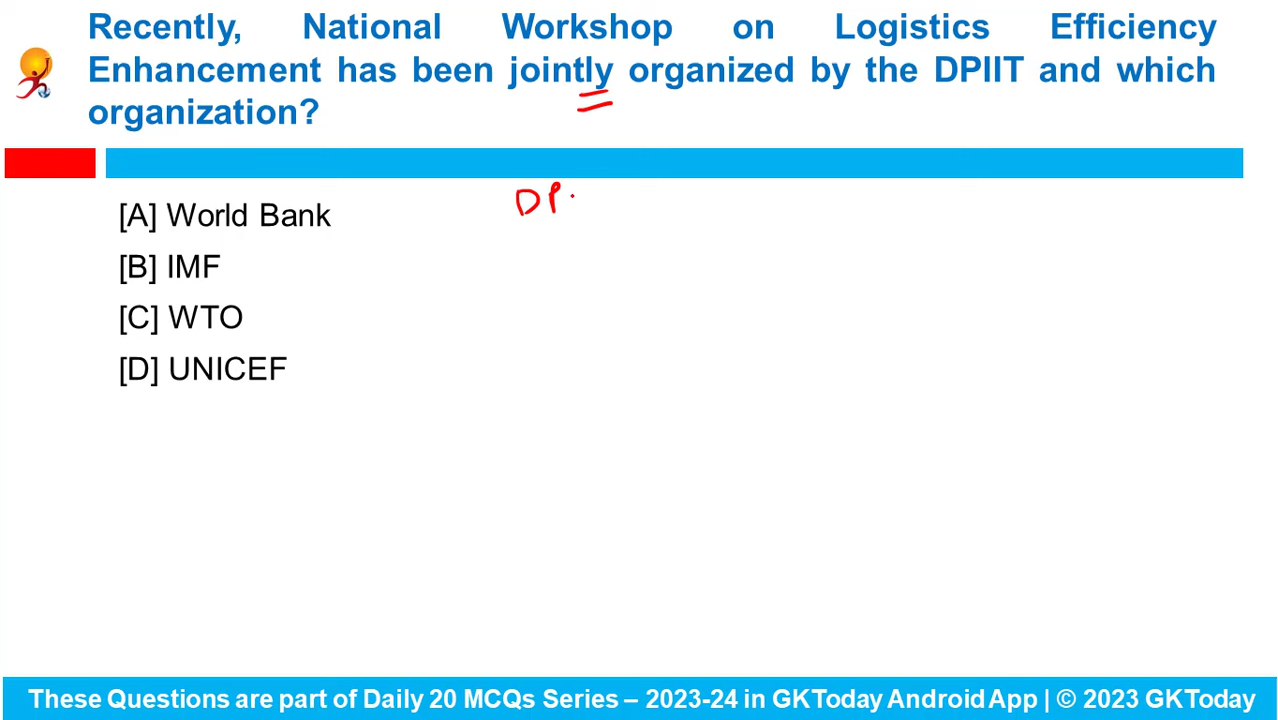 Recently, National Workshop on Logistics Efficiency
Enhancement has been jointly organized by the DPIIT and which
organization?
DP
[A] World Bank
[B] IMF
[C] WTO
[D] UNICEF
These Questions are part of Daily 20 MCQs Series – 2023-24 in GKToday Android App | © 2023 GKToday